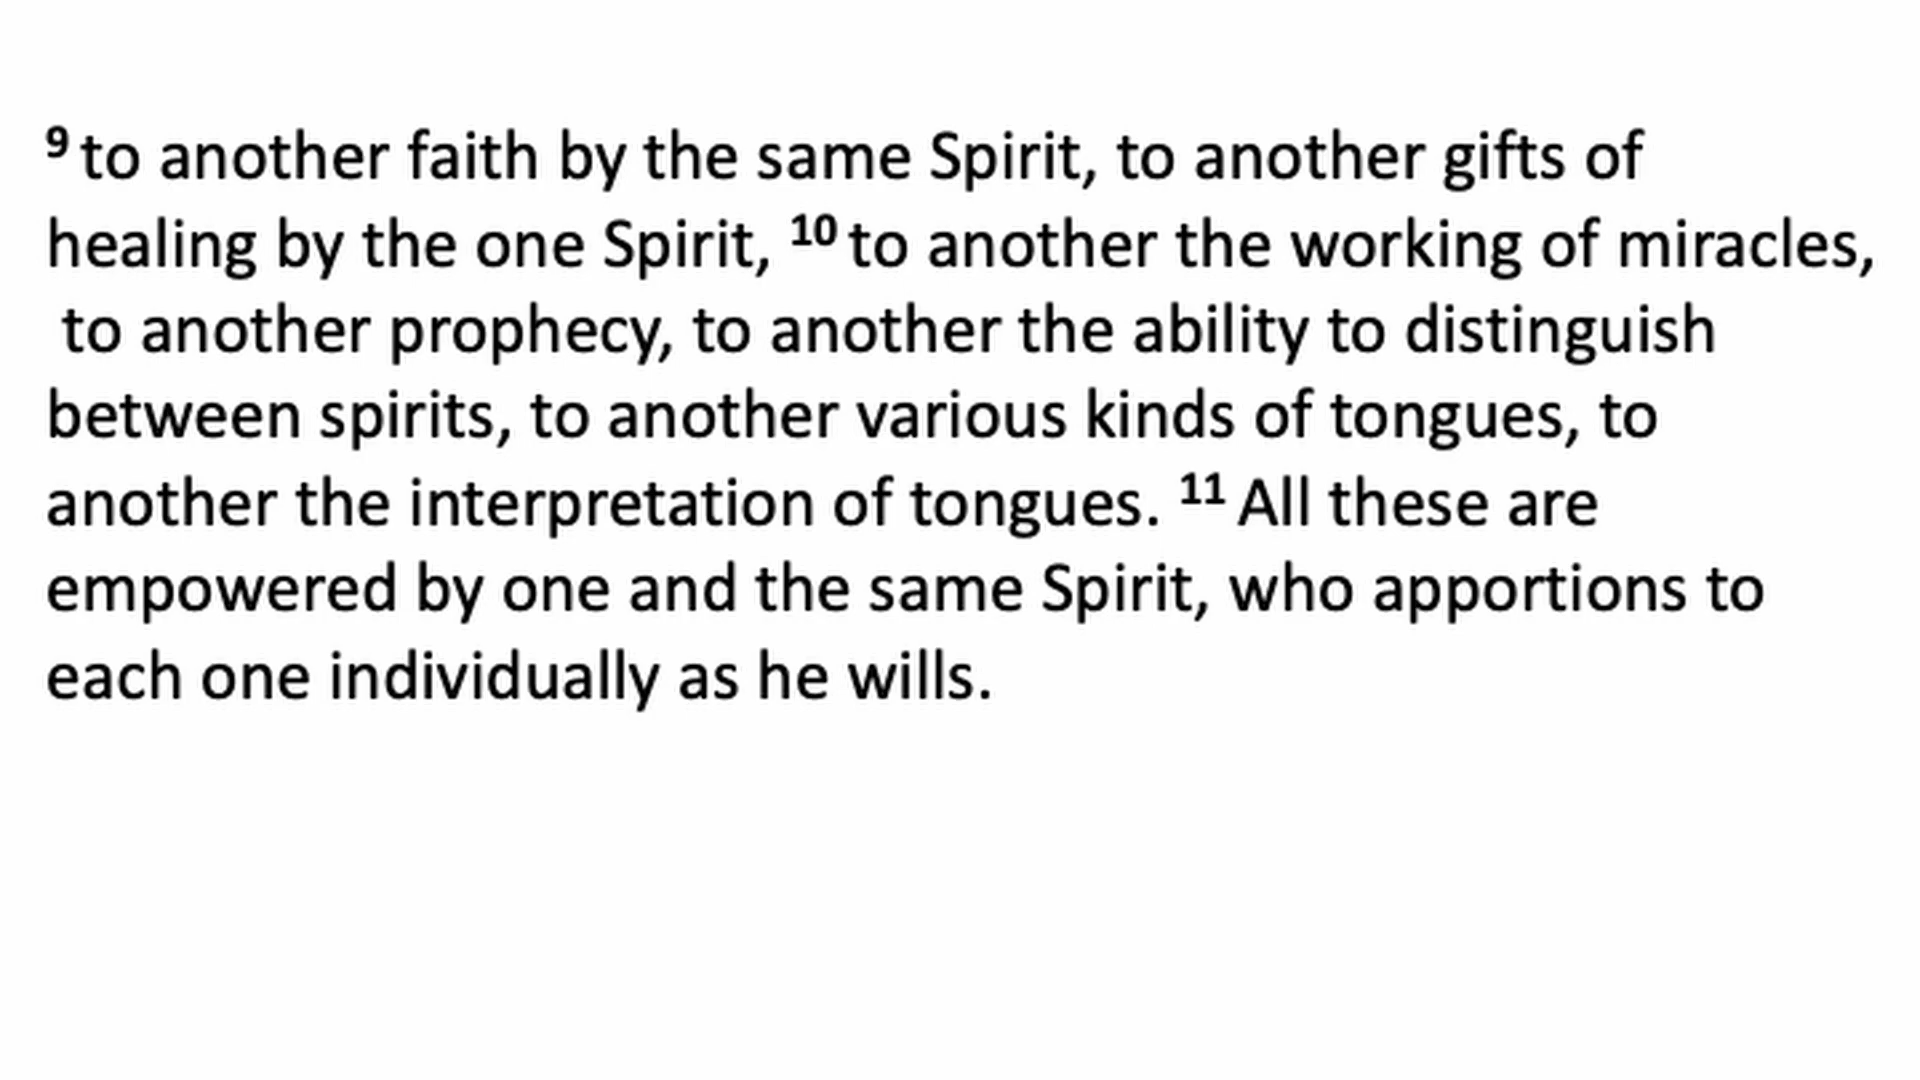 9 to another faith by the same Spirit, to another gifts of
healing by the one Spirit, 10 to another the working of miracles,
to another prophecy, to another the ability to distinguish
between spirits, to another various kinds of tongues, to
another the interpretation of tongues. 11 All these are
empowered by one and the same Spirit, who apportions to
each one individually as he wills.